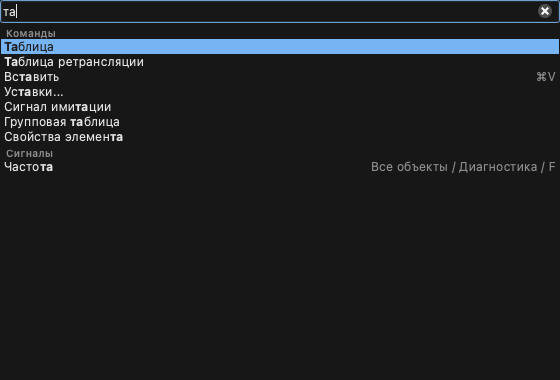 та
Команды
Таблица
Таблица ретрансляции
Вставить ⌘V
Уставки...
Сигнал имитации
Групповая таблица
Свойства элемента
Сигналы
Частота Все объекты / Диагностика / F